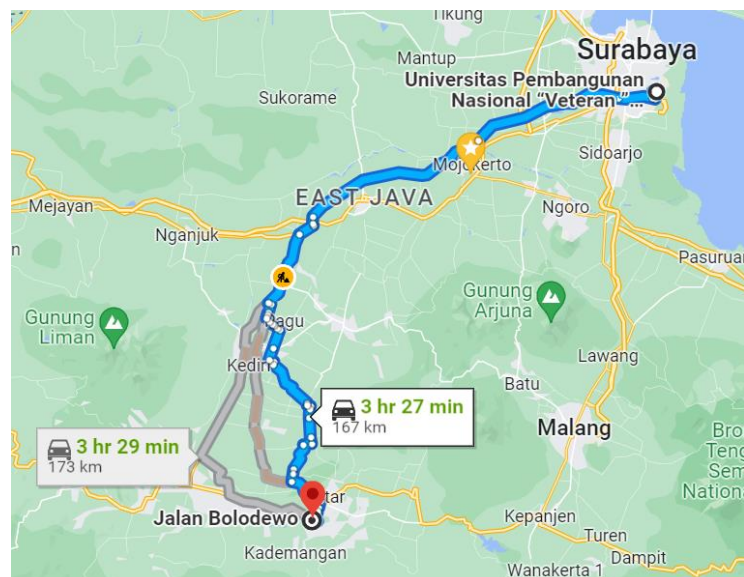 Tikung
Surabaya
Mantup
Universitas Pembangunan
Nasional “Veteran ”...
Sukorame
Mojokerto
Sidoarjo
EAST JAVA
Mejayan
Nganjuk
Ngoro
Pasuruan
Gunung
Arjuna
Gunung
Liman
Pagu
Kediri
Lawang
Batu
3 hr 27 min
167 km
Malang
3 hr 29 min
173 km
Bro
Teng
Sem
Nationa
Jalan Bolodewo
tar
Kepanjen
Turen
Kademangan
Dampit
Wanakerta 1